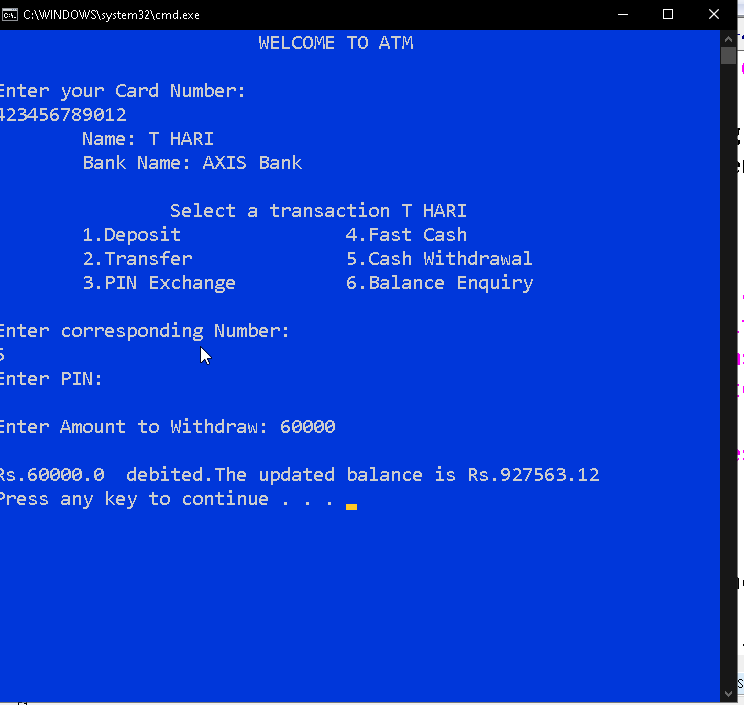 C:\WINDOWS\system32\cmd.exe
WELCOME TO ATM
Enter your Card Number:
423456789012
Name: T HARI
Bank Name: AXIS Bank
Select a transaction T HARI
1.Deposit 4.Fast Cash
2.Transfer 5.Cash Withdrawal
3.PIN Exchange 6.Balance Enquiry
Enter corresponding Number:
5
Enter PIN:
Enter Amount to Withdraw: 60000
Rs.60000.0 debited.The updated balance is Rs.927563.12
Press any key to continue . . .